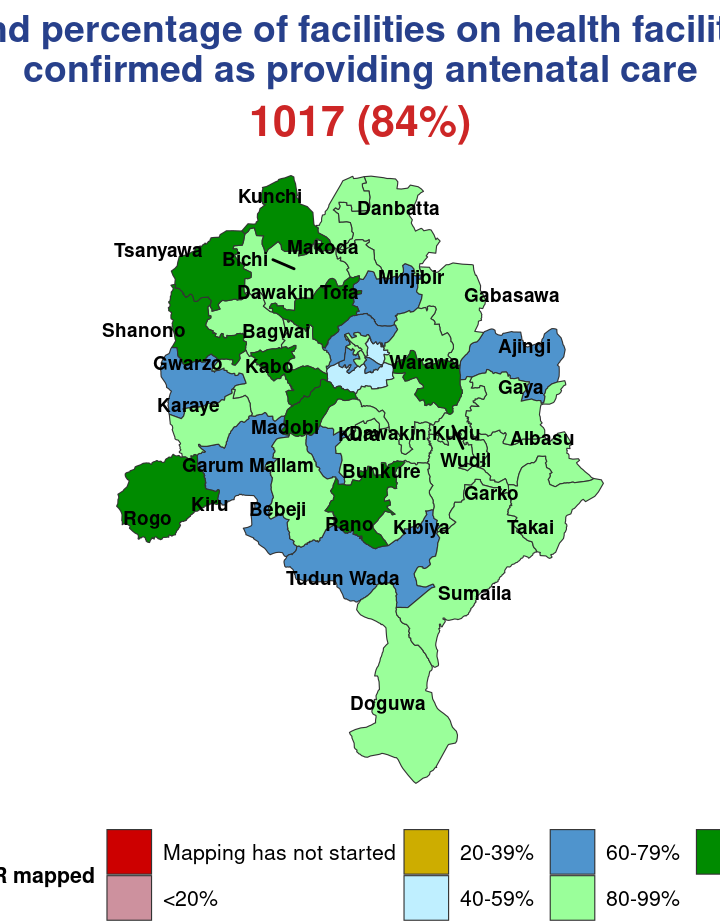 nd percentage of facilities on health facilit
confirmed as providing antenatal care
1017 (84%)
Kunchi
Danbatta
Tsanyawa
Makoda
Bichi
Minjibir
Dawakin Tofa
Gabasawa
Shanono
Bagwai
Ajingi
Gwarzo
Kabo
Warawa
Gaya
Karaye
Madobi
Kura
Dawakin Kudu
Albasu
Wudil
Garum Mallam
Bunkure
Garko
Kiru
Bebeji
Rogo
Rano
Kibiya
Takai
Tudun Wada
Sumaila
Doguwa
R mapped
Mapping has not started
20-39%
60-79%
<20%
40-59%
80-99%